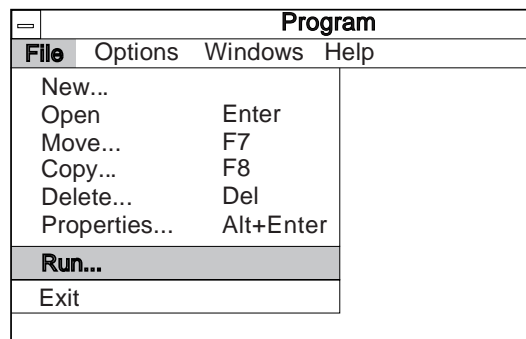 Program
File Options Windows Help
New...
Open Enter
Move... F7
Copy... F8
Delete... Del
Properties... Alt+Enter
Run...
Exit